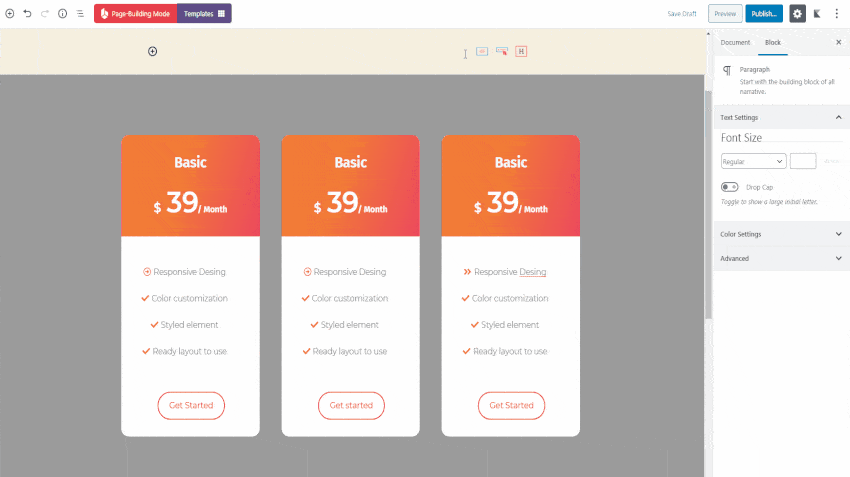 Page-Building Mode Templates Save Draft Preview Publish...
Document Block
Paragraph
Start with the building block of all
narrative.
Text Settings
Font Size
Regular
Drop Cap
Toggle to show a large initial letter.
Color Settings
Advanced
H
Basic
$ 39 / Month
Responsive Desing
Color customization
Styled element
Ready layout to use
Get Started
Basic
$ 39 / Month
Responsive Desing
Color customization
Styled element
Ready layout to use
Get started
Basic
$ 39 / Month
Responsive Desing
Color customization
Styled element
Ready layout to use
Get Started